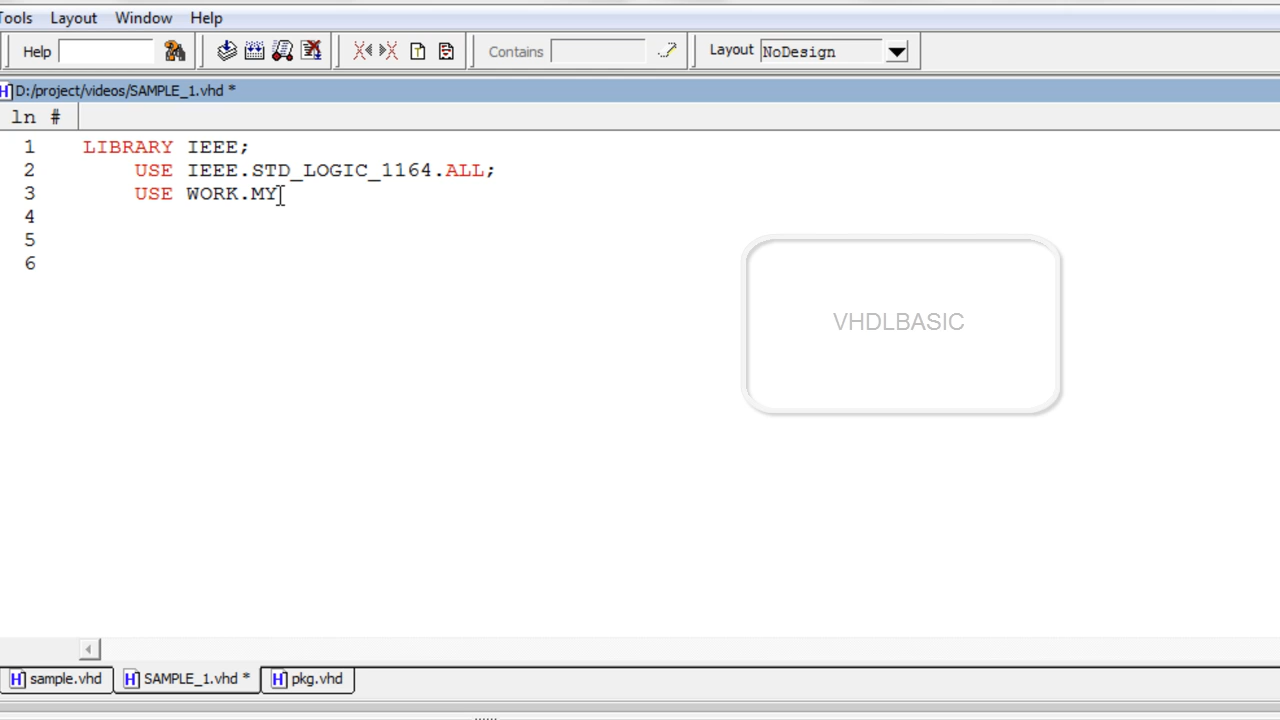 Tools Layout Window Help
Help Contains Layout NoDesign
D:/project/videos/SAMPLE_1.vhd *
ln #
1 LIBRARY IEEE;
2 USE IEEE.STD_LOGIC_1164.ALL;
3 USE WORK.MY
4
5
6
VHDLBASIC
sample.vhd SAMPLE_1.vhd * pkg.vhd